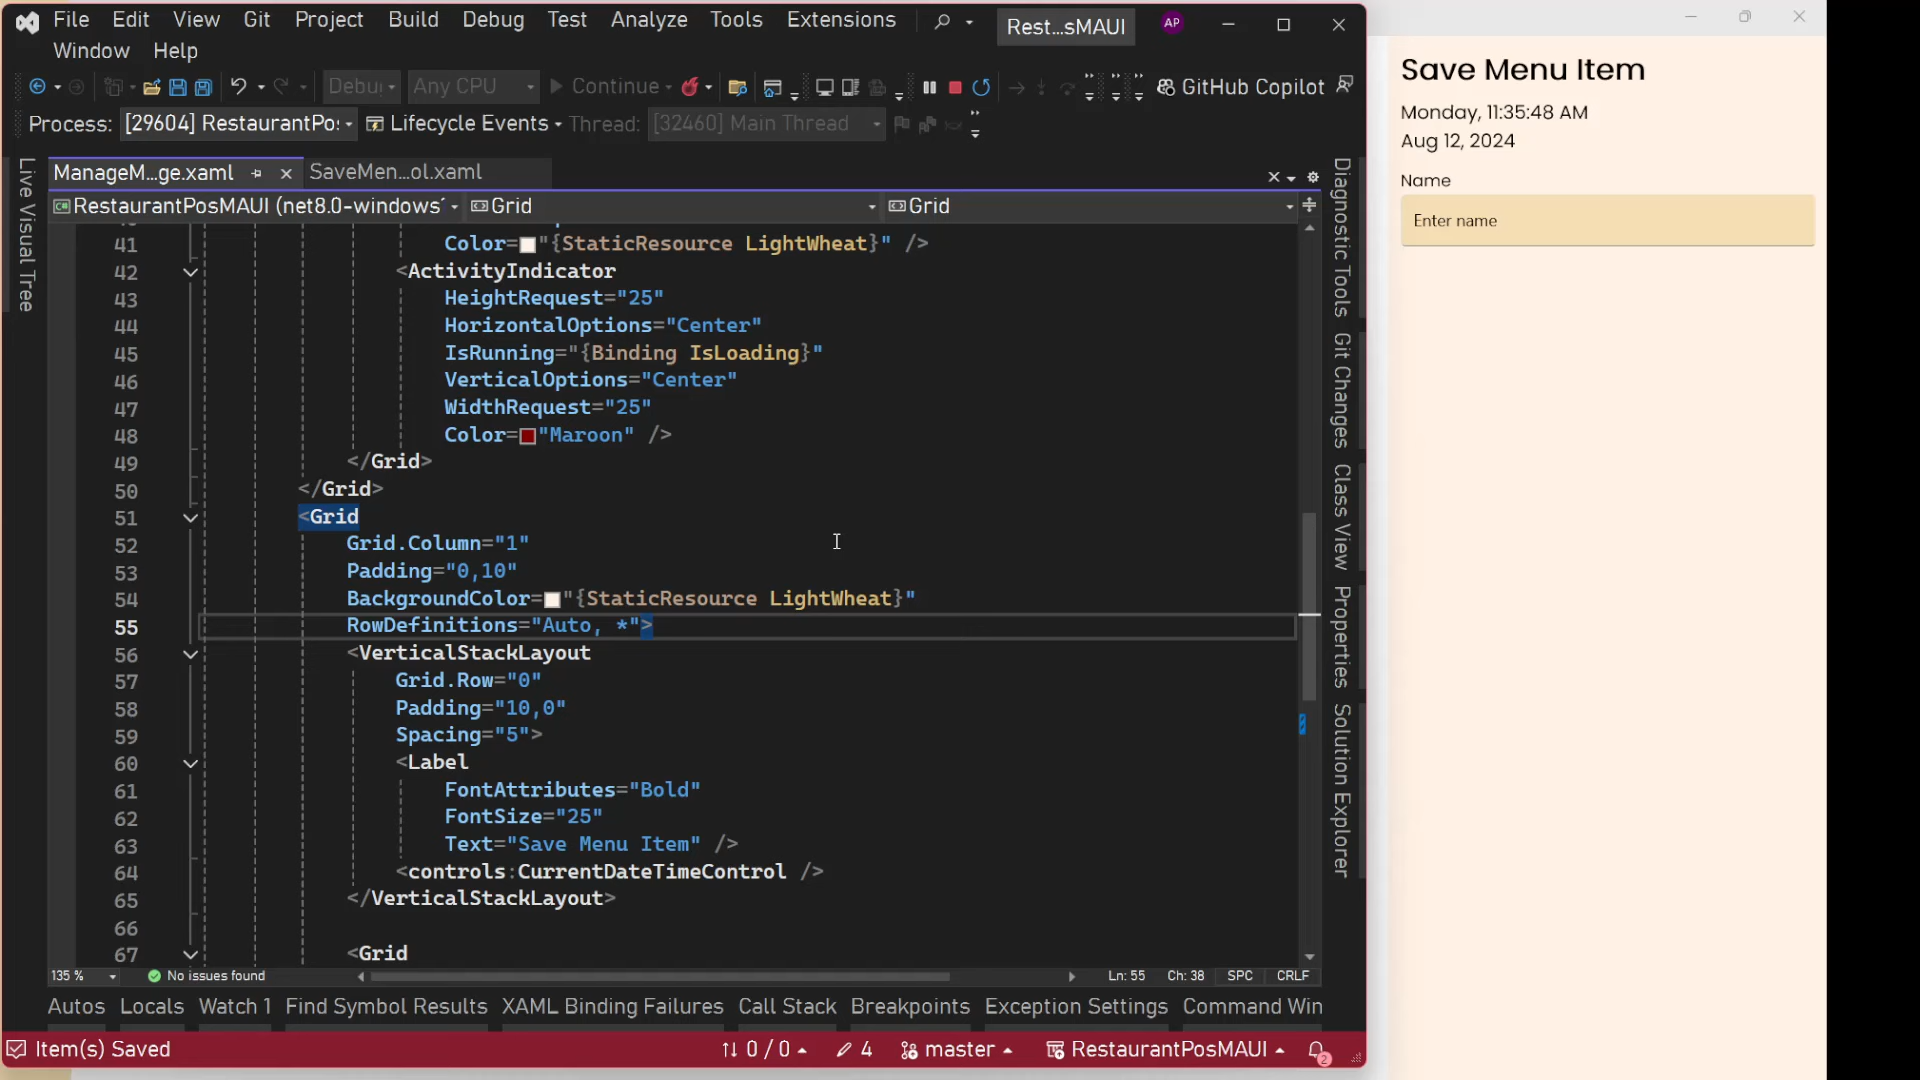 File Edit View Git Project Build Debug Test Analyze Tools Extensions Rest...sMAUI AP
Window Help
Debug Any CPU Continue GitHub Copilot
Process: [29604] RestaurantPo: Lifecycle Events Thread: [32460] Main Thread
Live Visual Tree
ManageM...ge.xaml SaveMen...ol.xaml
RestaurantPosMAUI (net8.0-windows Grid Grid
41 Color="{StaticResource LightWheat}" />
42 <ActivityIndicator
43 HeightRequest="25"
44 HorizontalOptions="Center"
45 IsRunning="{Binding IsLoading}"
46 VerticalOptions="Center"
47 WidthRequest="25"
48 Color="Maroon" />
49 </Grid>
50 </Grid>
51 <Grid
52 Grid.Column="1"
53 Padding="0,10"
54 BackgroundColor="{StaticResource LightWheat}"
55 RowDefinitions="Auto, *">
56 <VerticalStackLayout
57 Grid.Row="0"
58 Padding="10,0"
59 Spacing="5">
60 <Label
61 FontAttributes="Bold"
62 FontSize="25"
63 Text="Save Menu Item" />
64 <controls:CurrentDateTimeControl />
65 </VerticalStackLayout>
66
67 <Grid
135 % No issues found Ln: 55 Ch: 38 SPC CRLF
Autos Locals Watch 1 Find Symbol Results XAML Binding Failures Call Stack Breakpoints Exception Settings Command Win
Item(s) Saved 0 / 0 4 master RestaurantPosMAUI 2
Diagnostic Tools
Git Changes
Class View
Properties
Solution Explorer
Save Menu Item
Monday, 11:35:48 AM
Aug 12, 2024
Name
Enter name